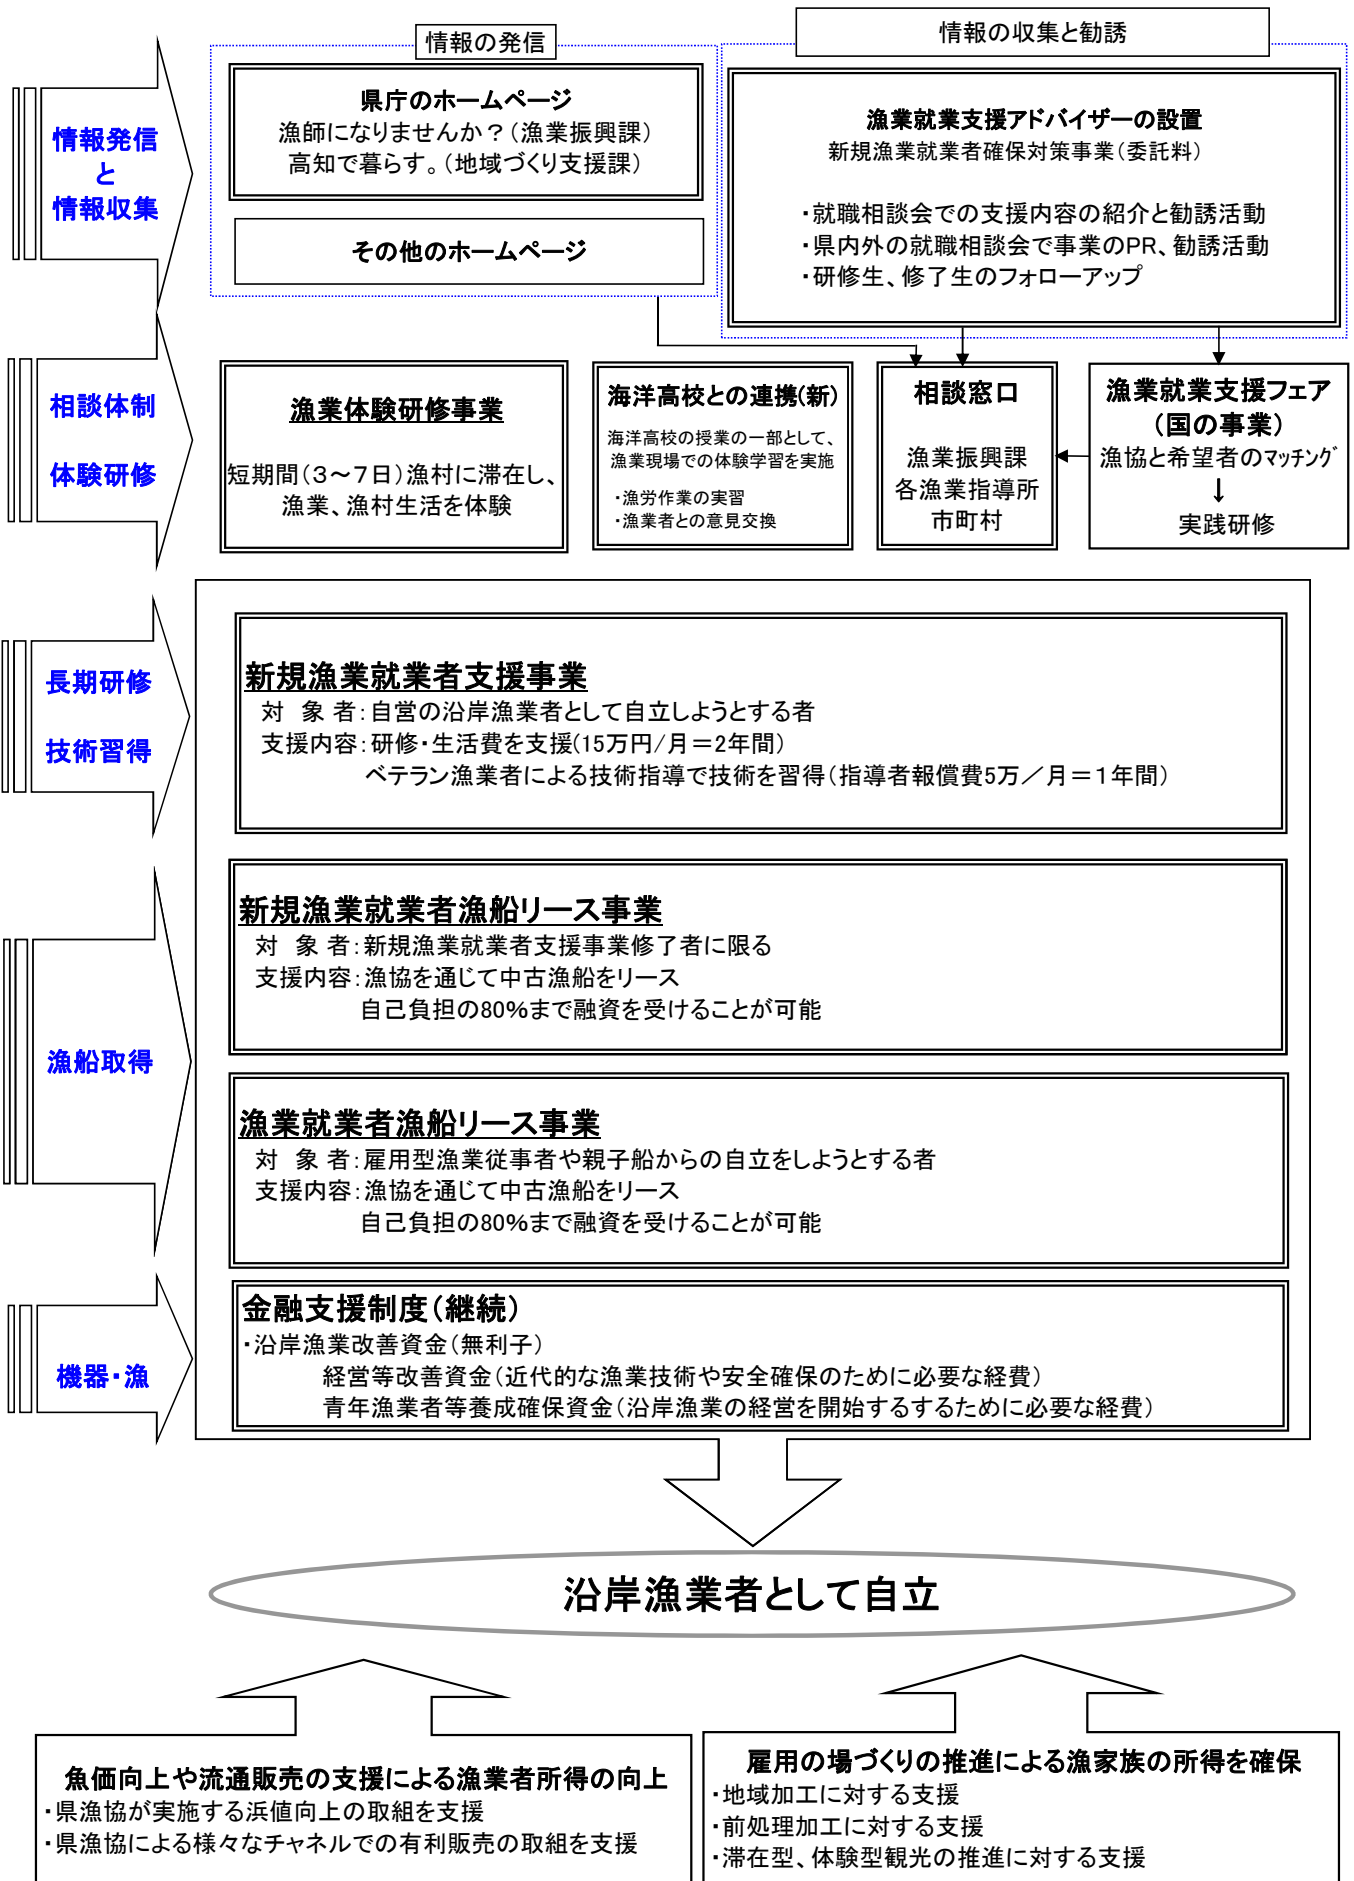 情報の発信
情報の収集と勧誘
情報発信
と
情報収集
県庁のホームページ
漁師になりませんか？(漁業振興課)
高知で暮らす。(地域づくり支援課)
その他のホームページ
漁業就業支援アドバイザーの設置
新規漁業就業者確保対策事業(委託料)
・就職相談会での支援内容の紹介と勧誘活動
・県内外の就職相談会で事業のPR、勧誘活動
・研修生、修了生のフォローアップ
相談体制
体験研修
漁業体験研修事業
短期間(３～７日)漁村に滞在し、
漁業、漁村生活を体験
海洋高校との連携(新)
海洋高校の授業の一部として、
漁業現場での体験学習を実施
・漁労作業の実習
・漁業者との意見交換
相談窓口
漁業振興課
各漁業指導所
市町村
漁業就業支援フェア
(国の事業)
漁協と希望者のマッチング
↓
実践研修
長期研修
技術習得
新規漁業就業者支援事業
対　象 者：自営の沿岸漁業者として自立しようとする者
支援内容：研修・生活費を支援(15万円/月＝2年間)
ベテラン漁業者による技術指導で技術を習得(指導者報償費5万／月＝１年間)
漁船取得
新規漁業就業者漁船リース事業
対　象 者：新規漁業就業者支援事業修了者に限る
支援内容：漁協を通じて中古漁船をリース
自己負担の80%まで融資を受けることが可能
漁業就業者漁船リース事業
対　象 者：雇用型漁業従事者や親子船からの自立をしようとする者
支援内容：漁協を通じて中古漁船をリース
自己負担の80%まで融資を受けることが可能
機器・漁
金融支援制度(継続)
・沿岸漁業改善資金(無利子)
経営等改善資金(近代的な漁業技術や安全確保のために必要な経費)
青年漁業者等養成確保資金(沿岸漁業の経営を開始するするために必要な経費)
沿岸漁業者として自立
魚価向上や流通販売の支援による漁業者所得の向上
・県漁協が実施する浜値向上の取組を支援
・県漁協による様々なチャネルでの有利販売の取組を支援
雇用の場づくりの推進による漁家族の所得を確保
・地域加工に対する支援
・前処理加工に対する支援
・滞在型、体験型観光の推進に対する支援